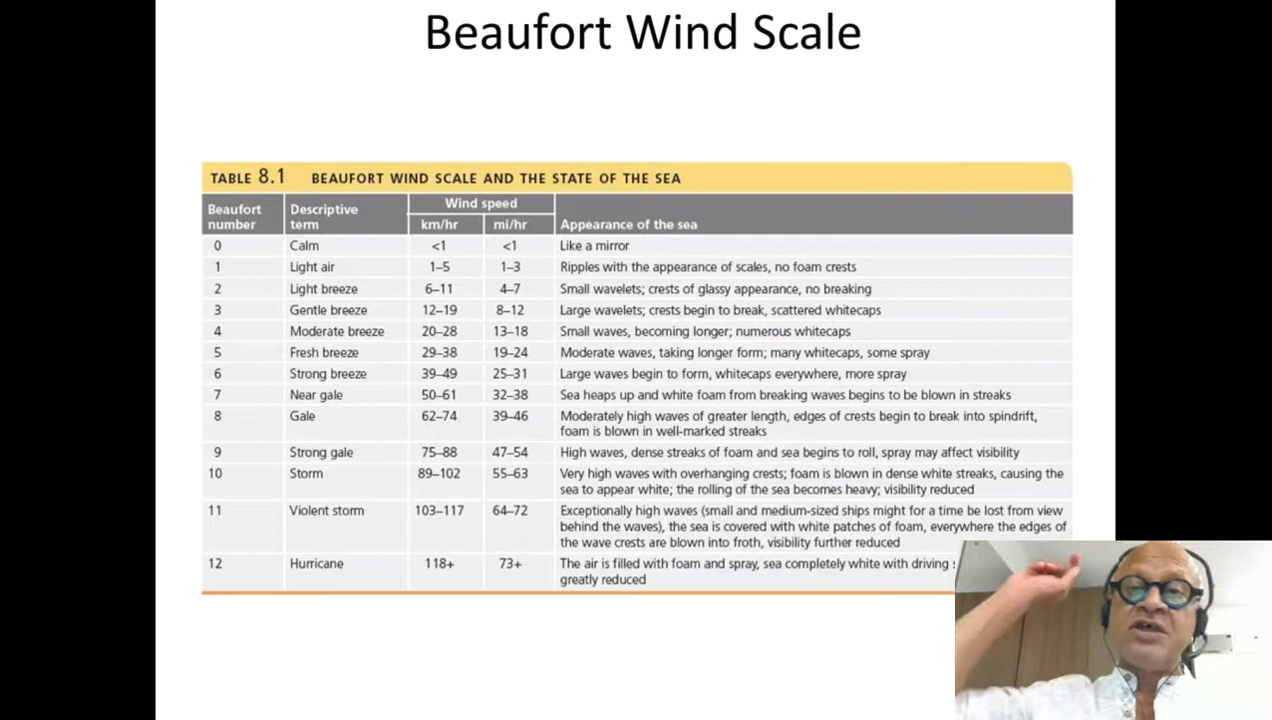 Beaufort Wind Scale
TABLE 8.1 BEAUFORT WIND SCALE AND THE STATE OF THE SEA
Beaufort number Descriptive term Wind speed km/hr mi/hr Appearance of the sea
0 Calm <1 <1 Like a mirror
1 Light air 1–5 1–3 Ripples with the appearance of scales, no foam crests
2 Light breeze 6–11 4–7 Small wavelets; crests of glassy appearance, no breaking
3 Gentle breeze 12–19 8–12 Large wavelets; crests begin to break, scattered whitecaps
4 Moderate breeze 20–28 13–18 Small waves, becoming longer; numerous whitecaps
5 Fresh breeze 29–38 19–24 Moderate waves, taking longer form; many whitecaps, some spray
6 Strong breeze 39–49 25–31 Large waves begin to form, whitecaps everywhere, more spray
7 Near gale 50–61 32–38 Sea heaps up and white foam from breaking waves begins to be blown in streaks
8 Gale 62–74 39–46 Moderately high waves of greater length, edges of crests begin to break into spindrift,
foam is blown in well-marked streaks
9 Strong gale 75–88 47–54 High waves, dense streaks of foam and sea begins to roll, spray may affect visibility
10 Storm 89–102 55–63 Very high waves with overhanging crests; foam is blown in dense white streaks, causing the
sea to appear white; the rolling of the sea becomes heavy; visibility reduced
11 Violent storm 103–117 64–72 Exceptionally high waves (small and medium-sized ships might for a time be lost from view
behind the waves), the sea is covered with white patches of foam, everywhere the edges of
the wave crests are blown into froth, visibility further reduced
12 Hurricane 118+ 73+ The air is filled with foam and spray, sea completely white with driving
greatly reduced